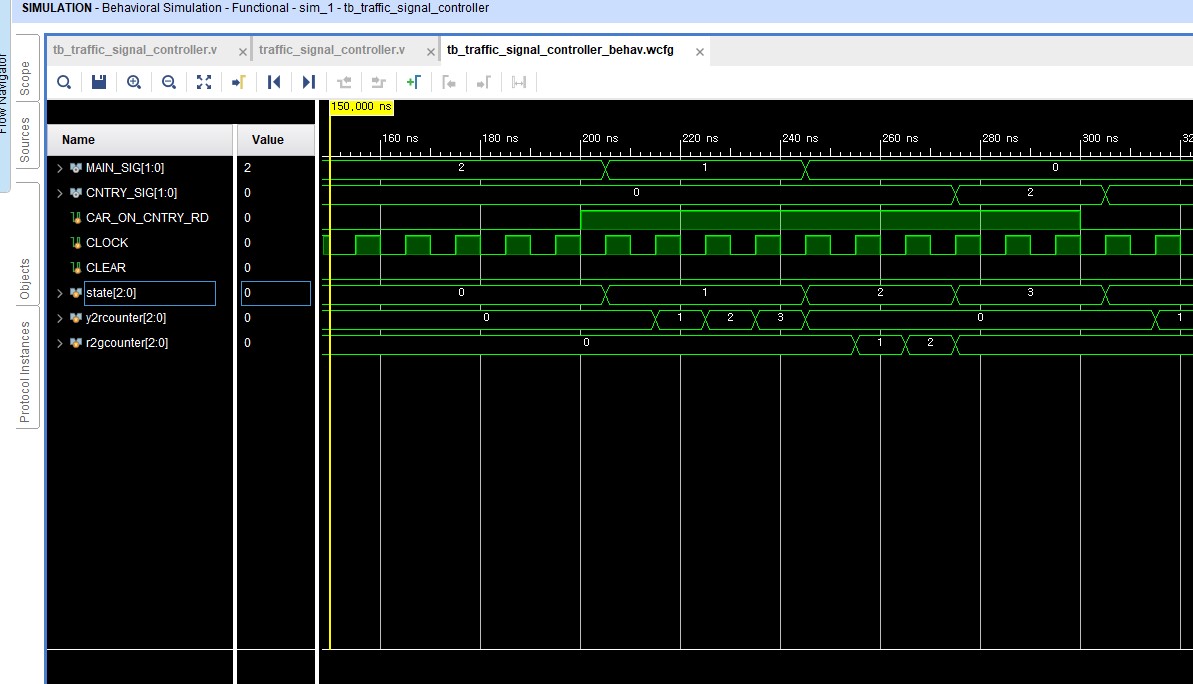 SIMULATION - Behavioral Simulation - Functional - sim_1 - tb_traffic_signal_controller
Flow Navigator
Scope
Sources
Objects
Protocol Instances
tb_traffic_signal_controller.v
traffic_signal_controller.v
tb_traffic_signal_controller_behav.wcfg
150,000 ns
Name Value
160 ns 180 ns 200 ns 220 ns 240 ns 260 ns 280 ns 300 ns 32
MAIN_SIG[1:0] 2 2 1 0
CNTRY_SIG[1:0] 0 0 2
CAR_ON_CNTRY_RD 0
CLOCK 0
CLEAR 0
state[2:0] 0 0 1 2 3
y2rcounter[2:0] 0 0 1 2 3 0 1
r2gcounter[2:0] 0 0 1 2